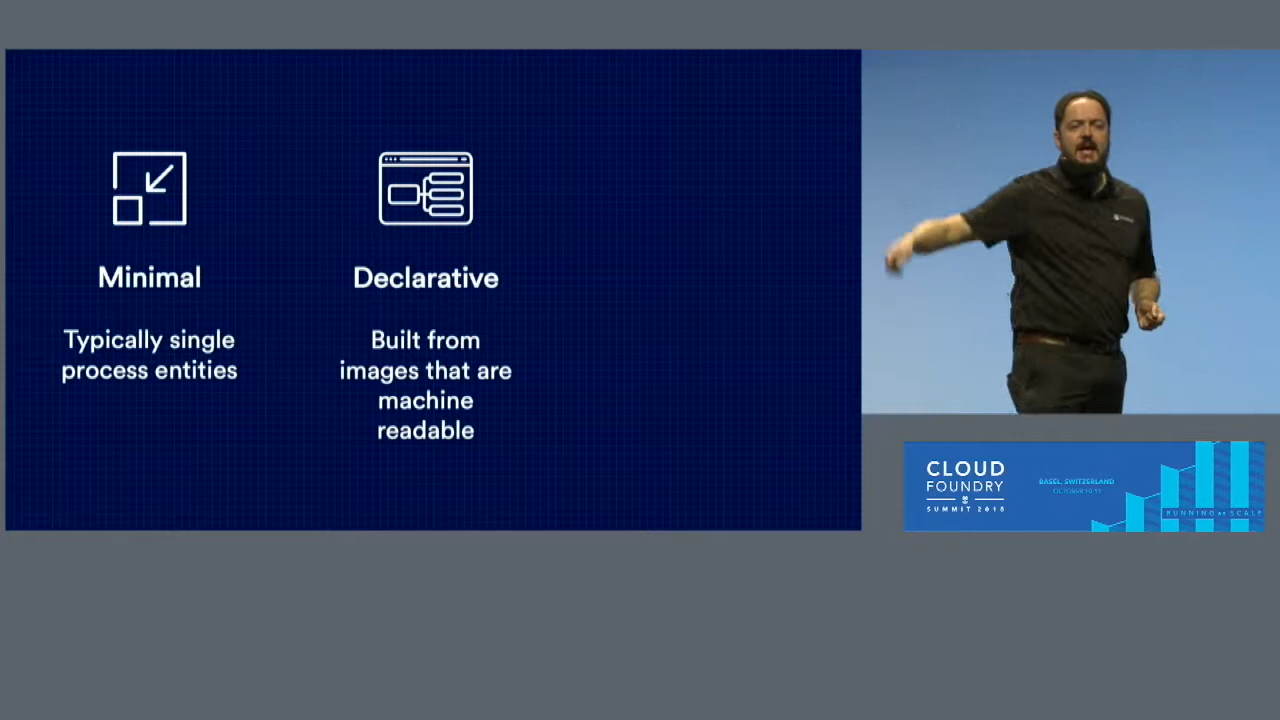 Minimal
Typically single
process entities
Declarative
Built from
images that are
machine
readable
CLOUD
FOUNDRY
SUMMIT 2018
BASEL, SWITZERLAND
OCTOBER 10-11
RUNNING AT SCALE